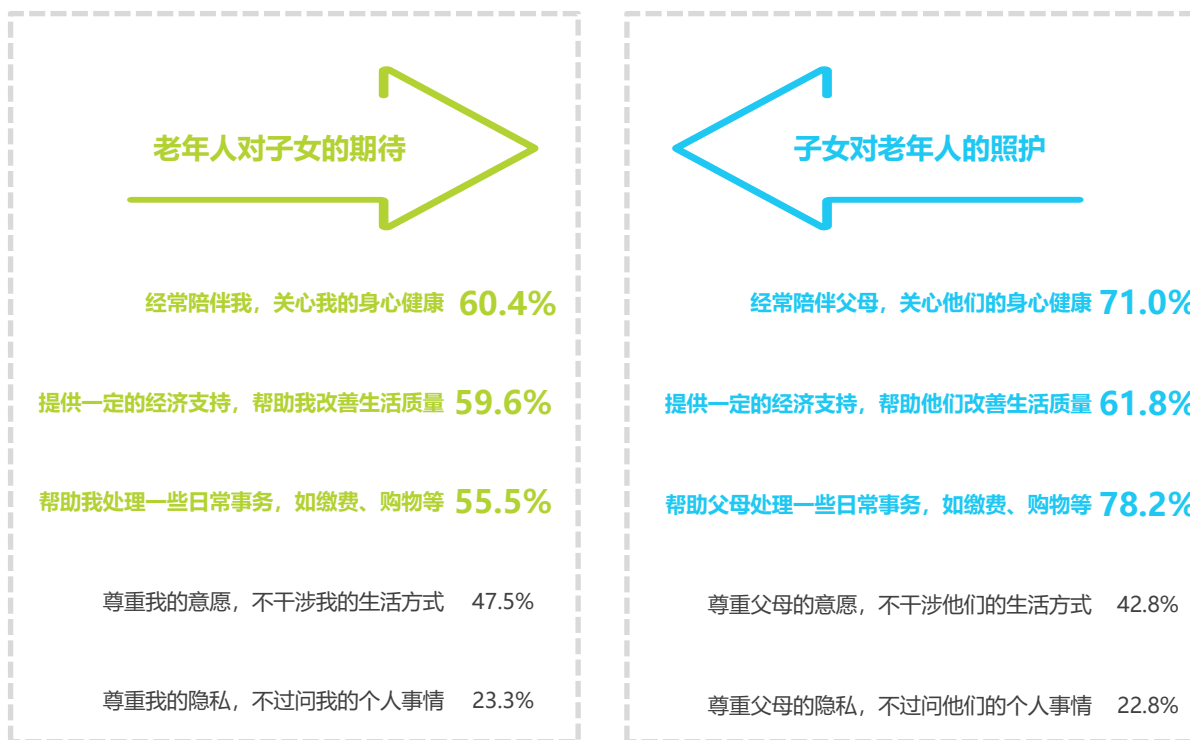 老年人对子女的期待
经常陪伴我，关心我的身心健康 60.4%
提供一定的经济支持，帮助我改善生活质量 59.6%
帮助我处理一些日常事务，如缴费、购物等 55.5%
尊重我的意愿，不干涉我的生活方式 47.5%
尊重我的隐私，不过问我的个人事情 23.3%
子女对老年人的照护
经常陪伴父母，关心他们的身心健康 71.0%
提供一定的经济支持，帮助他们改善生活质量 61.8%
帮助父母处理一些日常事务，如缴费、购物等 78.2%
尊重父母的意愿，不干涉他们的生活方式 42.8%
尊重父母的隐私，不过问他们的个人事情 22.8%